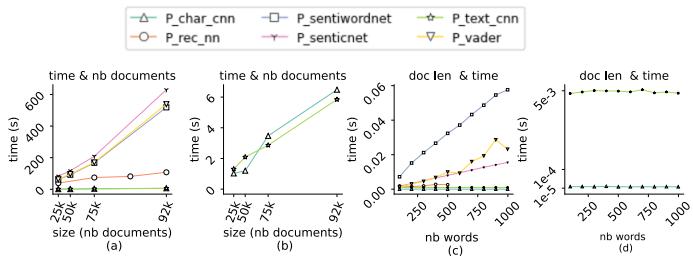 P_char_cnn P_sentiwordnet P_text_cnn
P_rec_nn P_senticnet P_vader
time & nb documents
time (s)
600
400
200
0
25k 50k 75k 92k
size (nb documents)
(a)
time & nb documents
time (s)
6
4
2
0
25k 50k 75k 92k
size (nb documents)
(b)
doc len & time
time (s)
0.06
0.04
0.02
0.00
250 500 750 1000
nb words
(c)
doc len & time
time (s)
5e-3
1e-4
1e-5
250 500 750 1000
nb words
(d)